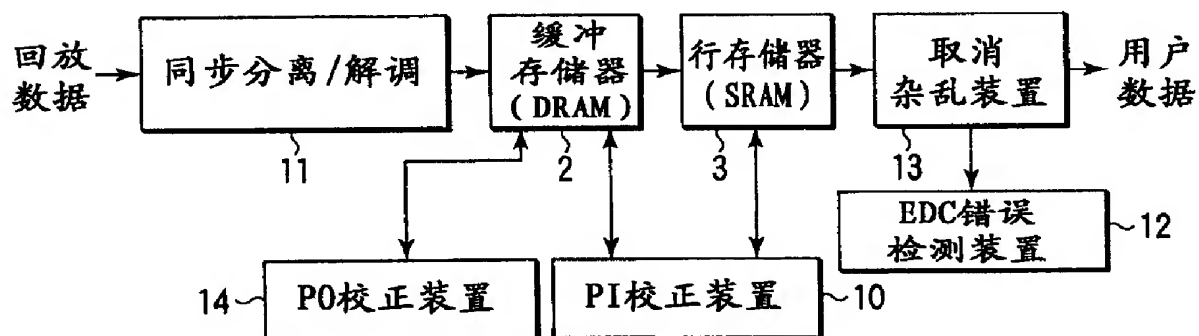 回放
数据
同步分离/解调
11
缓冲
存储器
(DRAM)
2
行存储器
(SRAM)
3
取消
杂乱装置
13
用户
数据
EDC错误
检测装置
12
14
PO校正装置
PI校正装置
10